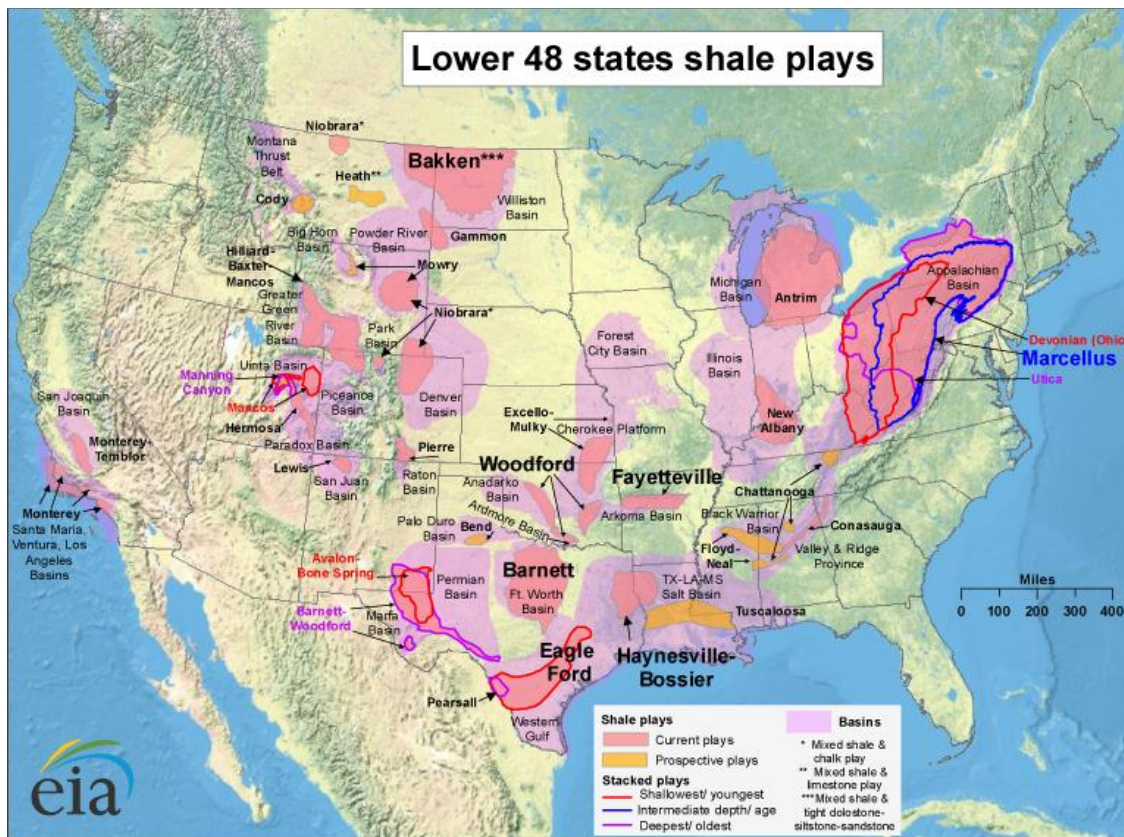 Lower 48 states shale plays
Niobrara*
Montana
Thrust
Belt
Bakken***
Heath**
Cody
Williston
Basin
Big Horn
Basin
Powder River
Basin
Gammon
Hilliard-
Baxter-
Mancos
Mowry
Greater
Green
River
Basin
Niobrara*
Park
Basin
Michigan
Basin
Antrim
Appalachian
Basin
Devonian (Ohio
Marcellus
Utica
Forest
City Basin
Illinois
Basin
Uinta Basin
Manning
Canyon
Mancos
Piceance
Basin
Denver
Basin
Hermosa
Paradox Basin
San Joaquin
Basin
Monterey-
Temblor
Excello-
Mulky
Cherokee Platform
New
Albany
Lewis
San Juan
Basin
Pierre
Raton
Basin
Woodford
Anadarko
Basin
Fayetteville
Arkoma Basin
Chattanooga
Black Warrior
Basin
Conasauga
Monterey
Santa Maria,
Ventura, Los
Angeles
Basins
Palo Duro
Basin
Bend
Ardmore Basin
Floyd-
Neal
Valley & Ridge
Province
Avalon-
Bone Spring
Permian
Basin
Barnett
Ft. Worth
Basin
TX-LA-MS
Salt Basin
Tuscaloosa
Miles
0 100 200 300 400
Barnett-
Woodford
Marfa
Basin
Eagle
Ford
Haynesville-
Bossier
Pearsall
Western
Gulf
Shale plays
Current plays
Prospective plays
Stacked plays
Shallowest/ youngest
Intermediate depth/ age
Deepest/ oldest
Basins
* Mixed shale &
chalk play
** Mixed shale &
limestone play
***Mixed shale &
tight dolostone-
siltstone-sandstone
eia